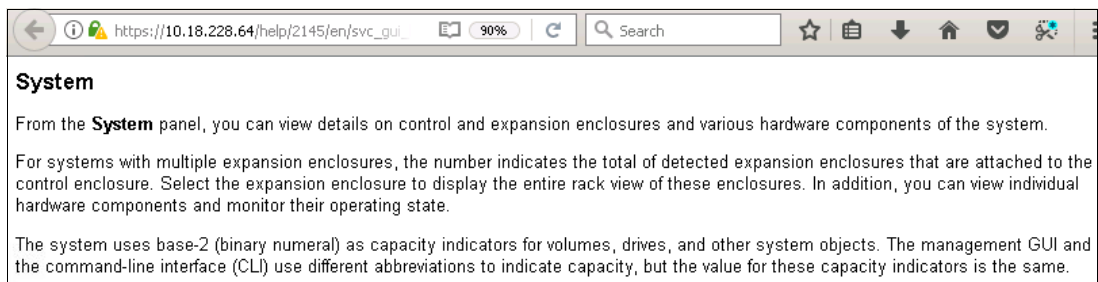 https://10.18.228.64/help/2145/en/svc_gui_
90%
Search
System
From the System panel, you can view details on control and expansion enclosures and various hardware components of the system.
For systems with multiple expansion enclosures, the number indicates the total of detected expansion enclosures that are attached to the
control enclosure. Select the expansion enclosure to display the entire rack view of these enclosures. In addition, you can view individual
hardware components and monitor their operating state.
The system uses base-2 (binary numeral) as capacity indicators for volumes, drives, and other system objects. The management GUI and
the command-line interface (CLI) use different abbreviations to indicate capacity, but the value for these capacity indicators is the same.